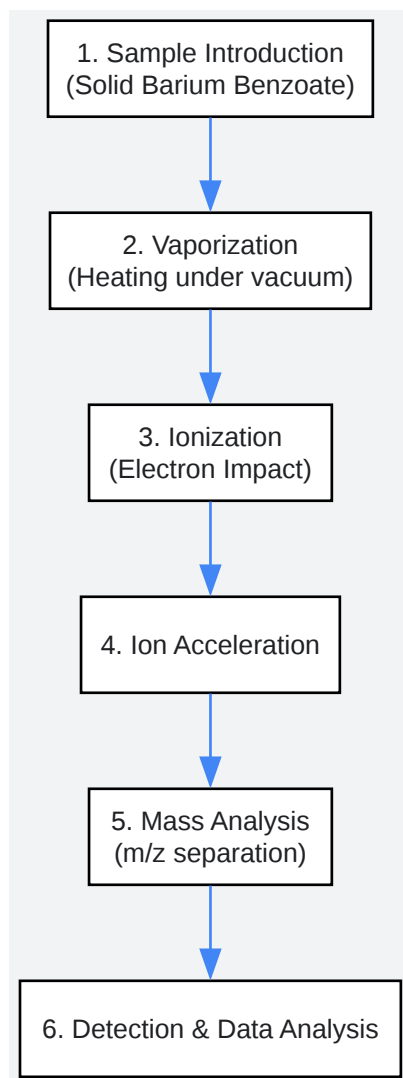 1. Sample Introduction
(Solid Barium Benzoate)
2. Vaporization
(Heating under vacuum)
3. Ionization
(Electron Impact)
4. Ion Acceleration
5. Mass Analysis
(m/z separation)
6. Detection & Data Analysis